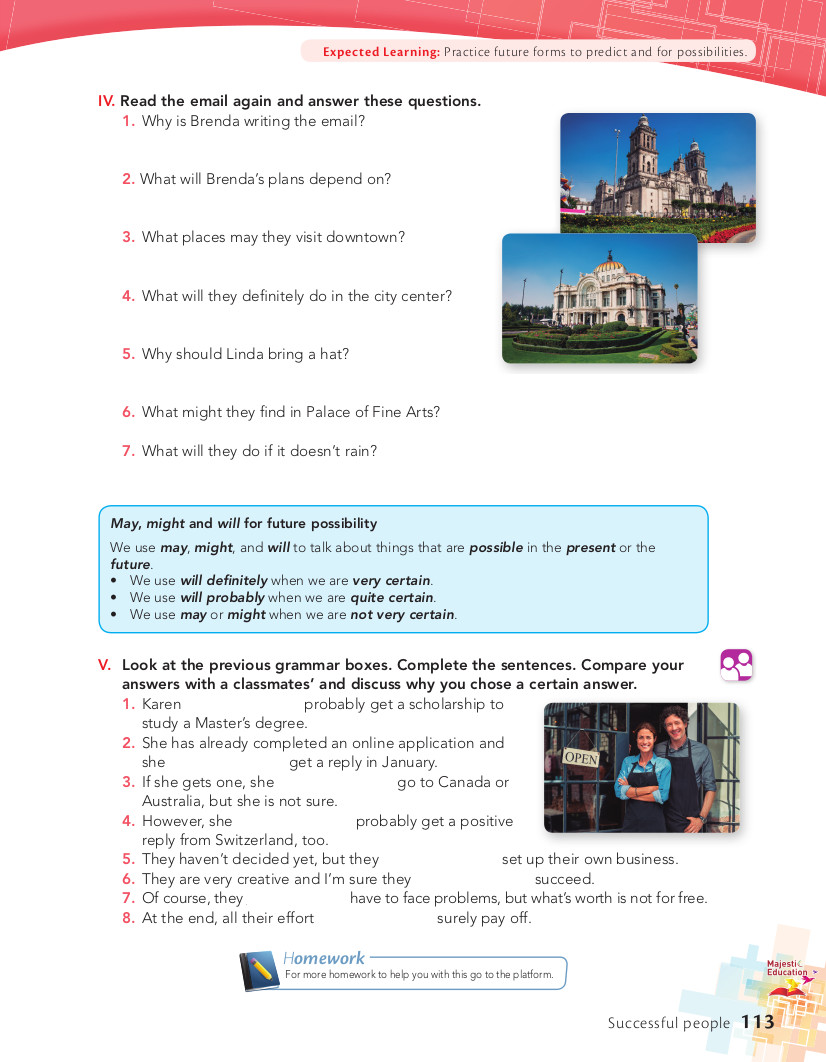 Expected Learning: Practice future forms to predict and for possibilities.
IV. Read the email again and answer these questions.
1. Why is Brenda writing the email?
2. What will Brenda's plans depend on?
3. What places may they visit downtown?
4. What will they definitely do in the city center?
5. Why should Linda bring a hat?
6. What might they find in Palace of Fine Arts?
7. What will they do if it doesn't rain?
May, might and will for future possibility
We use may, might, and will to talk about things that are possible in the present or the
future.
• We use will definitely when we are very certain.
• We use will probably when we are quite certain.
• We use may or might when we are not very certain.
V. Look at the previous grammar boxes. Complete the sentences. Compare your
answers with a classmates' and discuss why you chose a certain answer.
1. Karen probably get a scholarship to
study a Master's degree.
2. She has already completed an online application and
she get a reply in January.
3. If she gets one, she go to Canada or
Australia, but she is not sure.
4. However, she probably get a positive
reply from Switzerland, too.
OPEN
5. They haven't decided yet, but they set up their own business.
6. They are very creative and I'm sure they succeed.
7. Of course, they have to face problems, but what's worth is not for free.
8. At the end, all their effort surely pay off.
Homework
For more homework to help you with this go to the platform.
Majestic
Education
Successful people 113